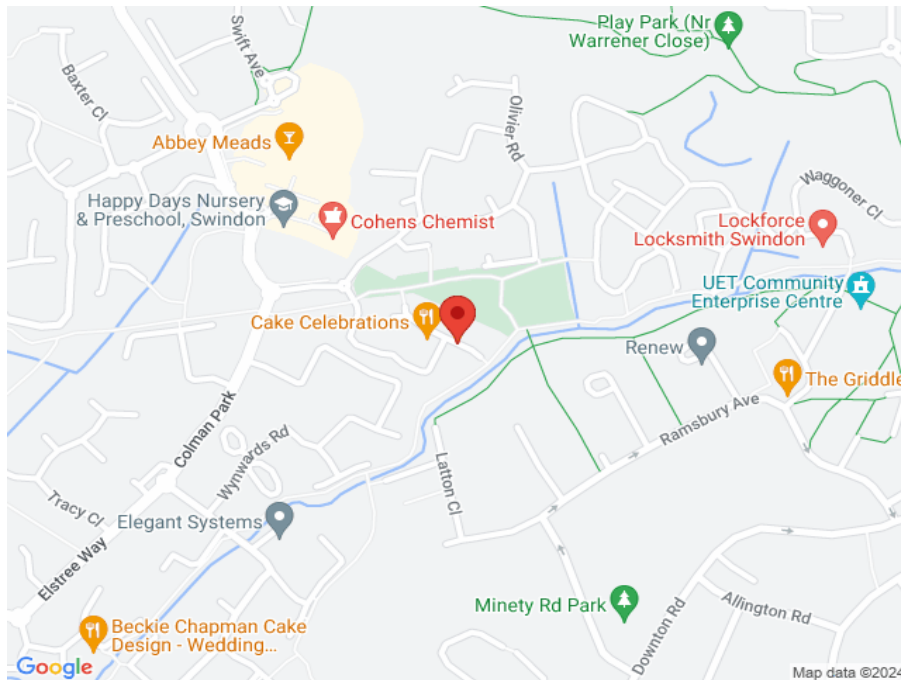 Play Park (Nr
Warrener Close)
Swift Ave
Baxter Cl
Olivier Rd
Abbey Meads
Happy Days Nursery
& Preschool, Swindon
Cohens Chemist
Waggoner Cl
Lockforce
Locksmith Swindon
UET Community
Enterprise Centre
Cake Celebrations
Renew
The Griddle
Colman Park
Ramsbury Ave
Wynwards Rd
Latton Cl
Tracy Cl
Elegant Systems
Elstree Way
Minety Rd Park
Allington Rd
Downton Rd
Beckie Chapman Cake
Design - Wedding...
Google
Map data ©2024